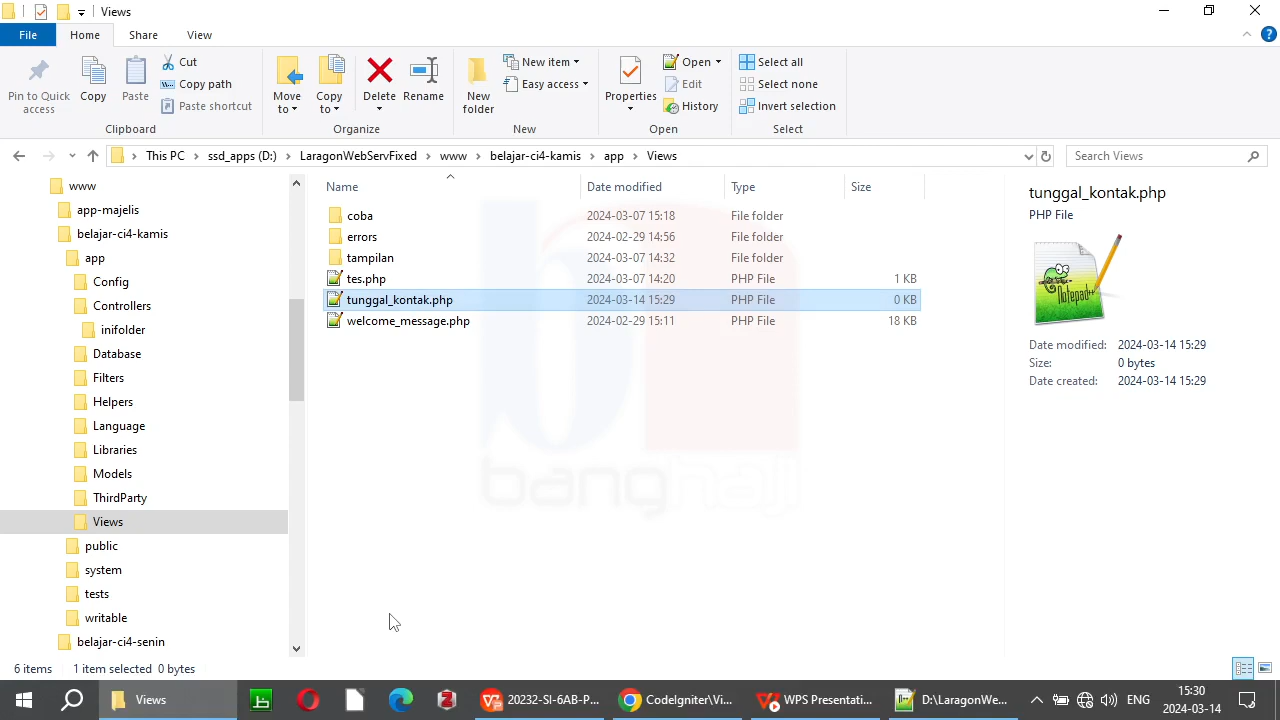 Views
File Home Share View
Pin to Quick access
Copy
Paste
Cut
Copy path
Paste shortcut
Clipboard
Move to
Copy to
Delete
Rename
Organize
New folder
New item
Easy access
New
Properties
Open
Edit
History
Open
Select all
Select none
Invert selection
Select
This PC ssd_apps (D:) LaragonWebServFixed www belajar-ci4-kamis app Views
Search Views
www
app-majelis
belajar-ci4-kamis
app
Config
Controllers
inifolder
Database
Filters
Helpers
Language
Libraries
Models
ThirdParty
Views
public
system
tests
writable
belajar-ci4-senin
Name Date modified Type Size
coba 2024-03-07 15:18 File folder
errors 2024-02-29 14:56 File folder
tampilan 2024-03-07 14:32 File folder
tes.php 2024-03-07 14:20 PHP File 1 KB
tunggal_kontak.php 2024-03-14 15:29 PHP File 0 KB
welcome_message.php 2024-02-29 15:11 PHP File 18 KB
banghaji
tunggal_kontak.php
PHP File
Notepad++
Date modified: 2024-03-14 15:29
Size: 0 bytes
Date created: 2024-03-14 15:29
6 items 1 item selected 0 bytes
Views
20232-SI-6AB-P...
CodeIgniter\Vi...
WPS Presentati...
D:\LaragonWe...
ENG
15:30
2024-03-14